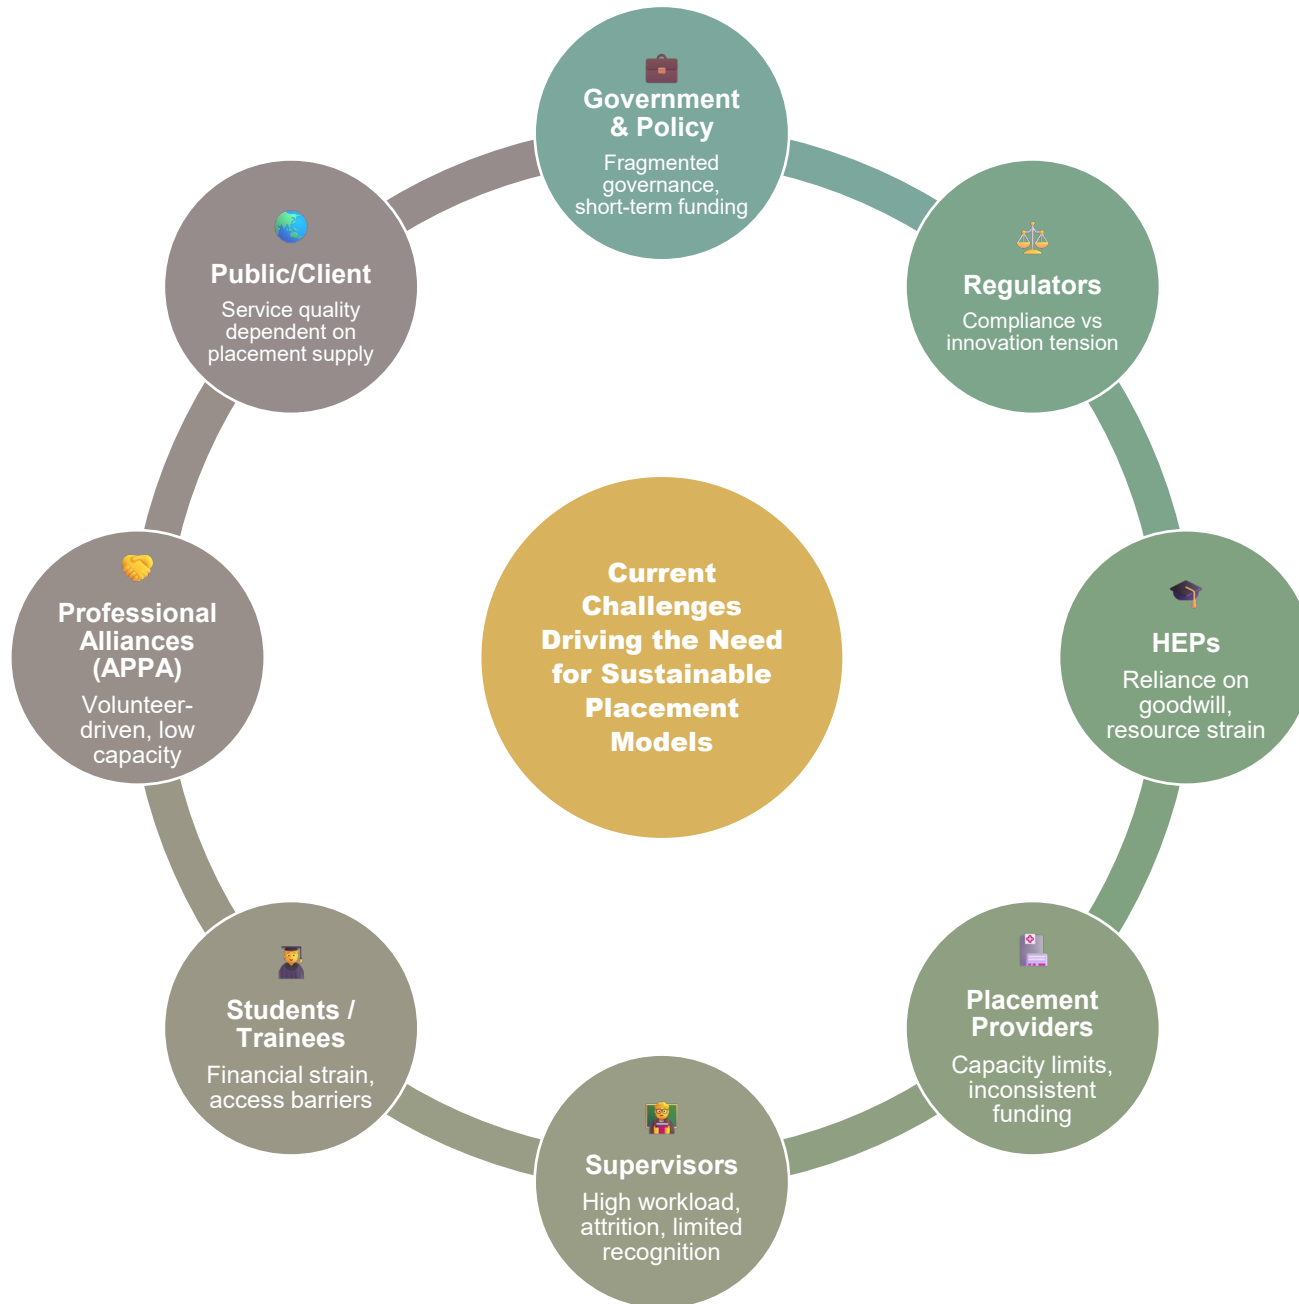 Government
& Policy
Fragmented
governance,
short-term funding
Regulators
Compliance vs
innovation tension
HEPs
Reliance on
goodwill,
resource strain
Placement
Providers
Capacity limits,
inconsistent
funding
Supervisors
High workload,
attrition, limited
recognition
Students /
Trainees
Financial strain,
access barriers
Professional
Alliances
(APPA)
Volunteer-
driven, low
capacity
Public/Client
Service quality
dependent on
placement supply
Current
Challenges
Driving the Need
for Sustainable
Placement
Models